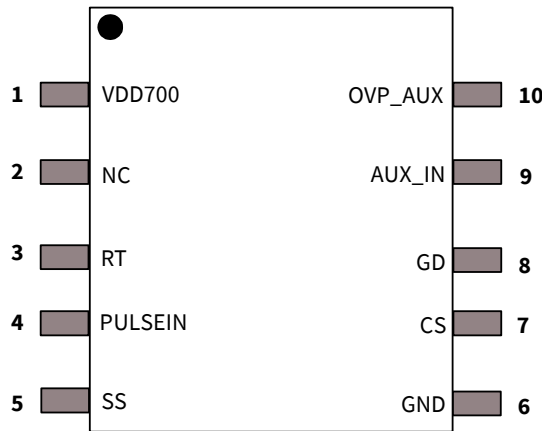 1 VDD700 OVP_AUX 10
2 NC AUX_IN 9
3 RT GD 8
4 PULSEIN CS 7
5 SS GND 6